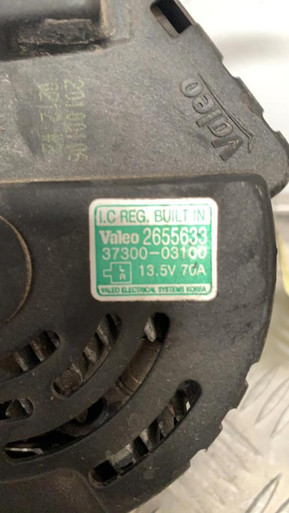 Valeo
I.C REG. BUILT IN
Valeo 2655633
37300-03100
L F 13.5V 70A
VALEO ELECTRICAL SYSTEMS KOREA